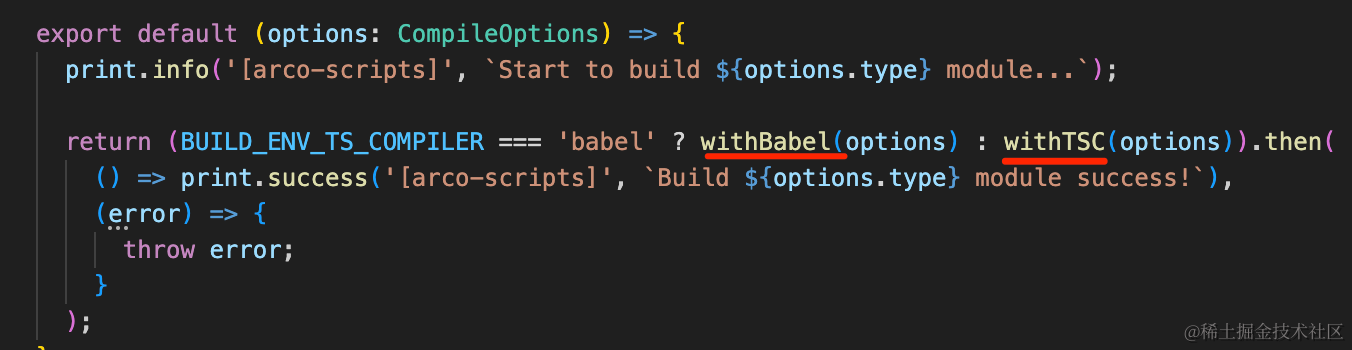 export default (options: CompileOptions) => {
print.info('[arco-scripts]', `Start to build ${options.type} module...`);
return (BUILD_ENV_TS_COMPILER === 'babel' ? withBabel(options) : withTSC(options)).then(
() => print.success('[arco-scripts]', `Build ${options.type} module success!`),
(error) => {
throw error;
}
);
@稀土掘金技术社区